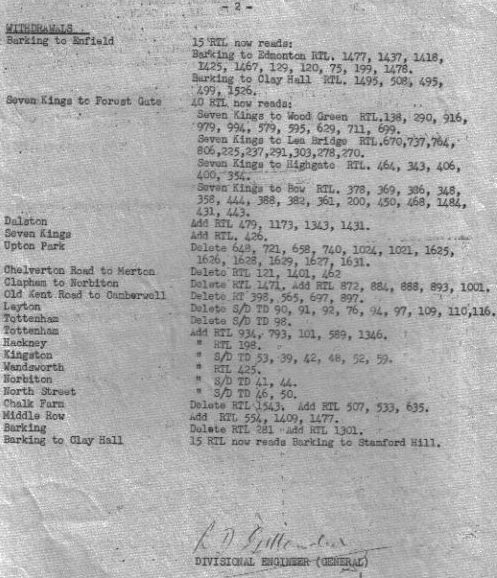 - 2 -
WITHDRAWALS
Barking to Enfield 15 RTL now reads:
Barking to Edmonton RTL. 1477, 1437, 1418,
1425, 1467, 129, 120, 75, 199, 1478.
Barking to Clay Hall RTL. 1495, 508, 495,
499, 1526.
Seven Kings to Forest Gate 40 RTL now reads:
Seven Kings to Wood Green RTL.138, 290, 916,
979, 994, 579, 595, 629, 711, 699.
Seven Kings to Lea Bridge RTL.670,737,764,
806,225,237,291,303,278,270.
Seven Kings to Highgate RTL. 464, 343, 406,
400, 354.
Seven Kings to Bow RTL. 378, 369, 386, 348,
358, 444, 388, 382, 361, 200, 450, 468, 1484,
431, 443.
Dalston Add RTL 479, 1173, 1343, 1431.
Seven Kings Add RTL. 426.
Upton Park Delete 648, 721, 658, 740, 1024, 1021, 1625,
1626, 1628, 1629, 1627, 1631.
Chelverton Road to Merton Delete RTL 121, 1401, 462
Clapham to Norbiton Delete RTL 1471, Add RTL 872, 884, 888, 893, 1001,
Old Kent Road to Camberwell Delete RT 398, 565, 697, 897.
Leyton Delete S/D TD 90, 91, 92, 76, 94, 97, 109, 110,116.
Tottenham Delete S/D TD 98.
Tottenham Add RTL 934, 793, 101, 589, 1346.
Hackney " RTL 198.
Kingston " S/D TD 53, 39, 42, 48, 52, 59.
Wandsworth " RTL 425.
Norbiton " S/D TD 41, 44.
North Street " S/D TD 46, 50.
Chalk Farm Delete RTL 1543. Add RTL 507, 533, 635.
Middle Row Add RTL 554, 1409, 1477.
Barking Delete RTL 281 Add RTL 1301.
Barking to Clay Hall 15 RTL now reads Barking to Stamford Hill.
DIVISIONAL ENGINEER (GENERAL)